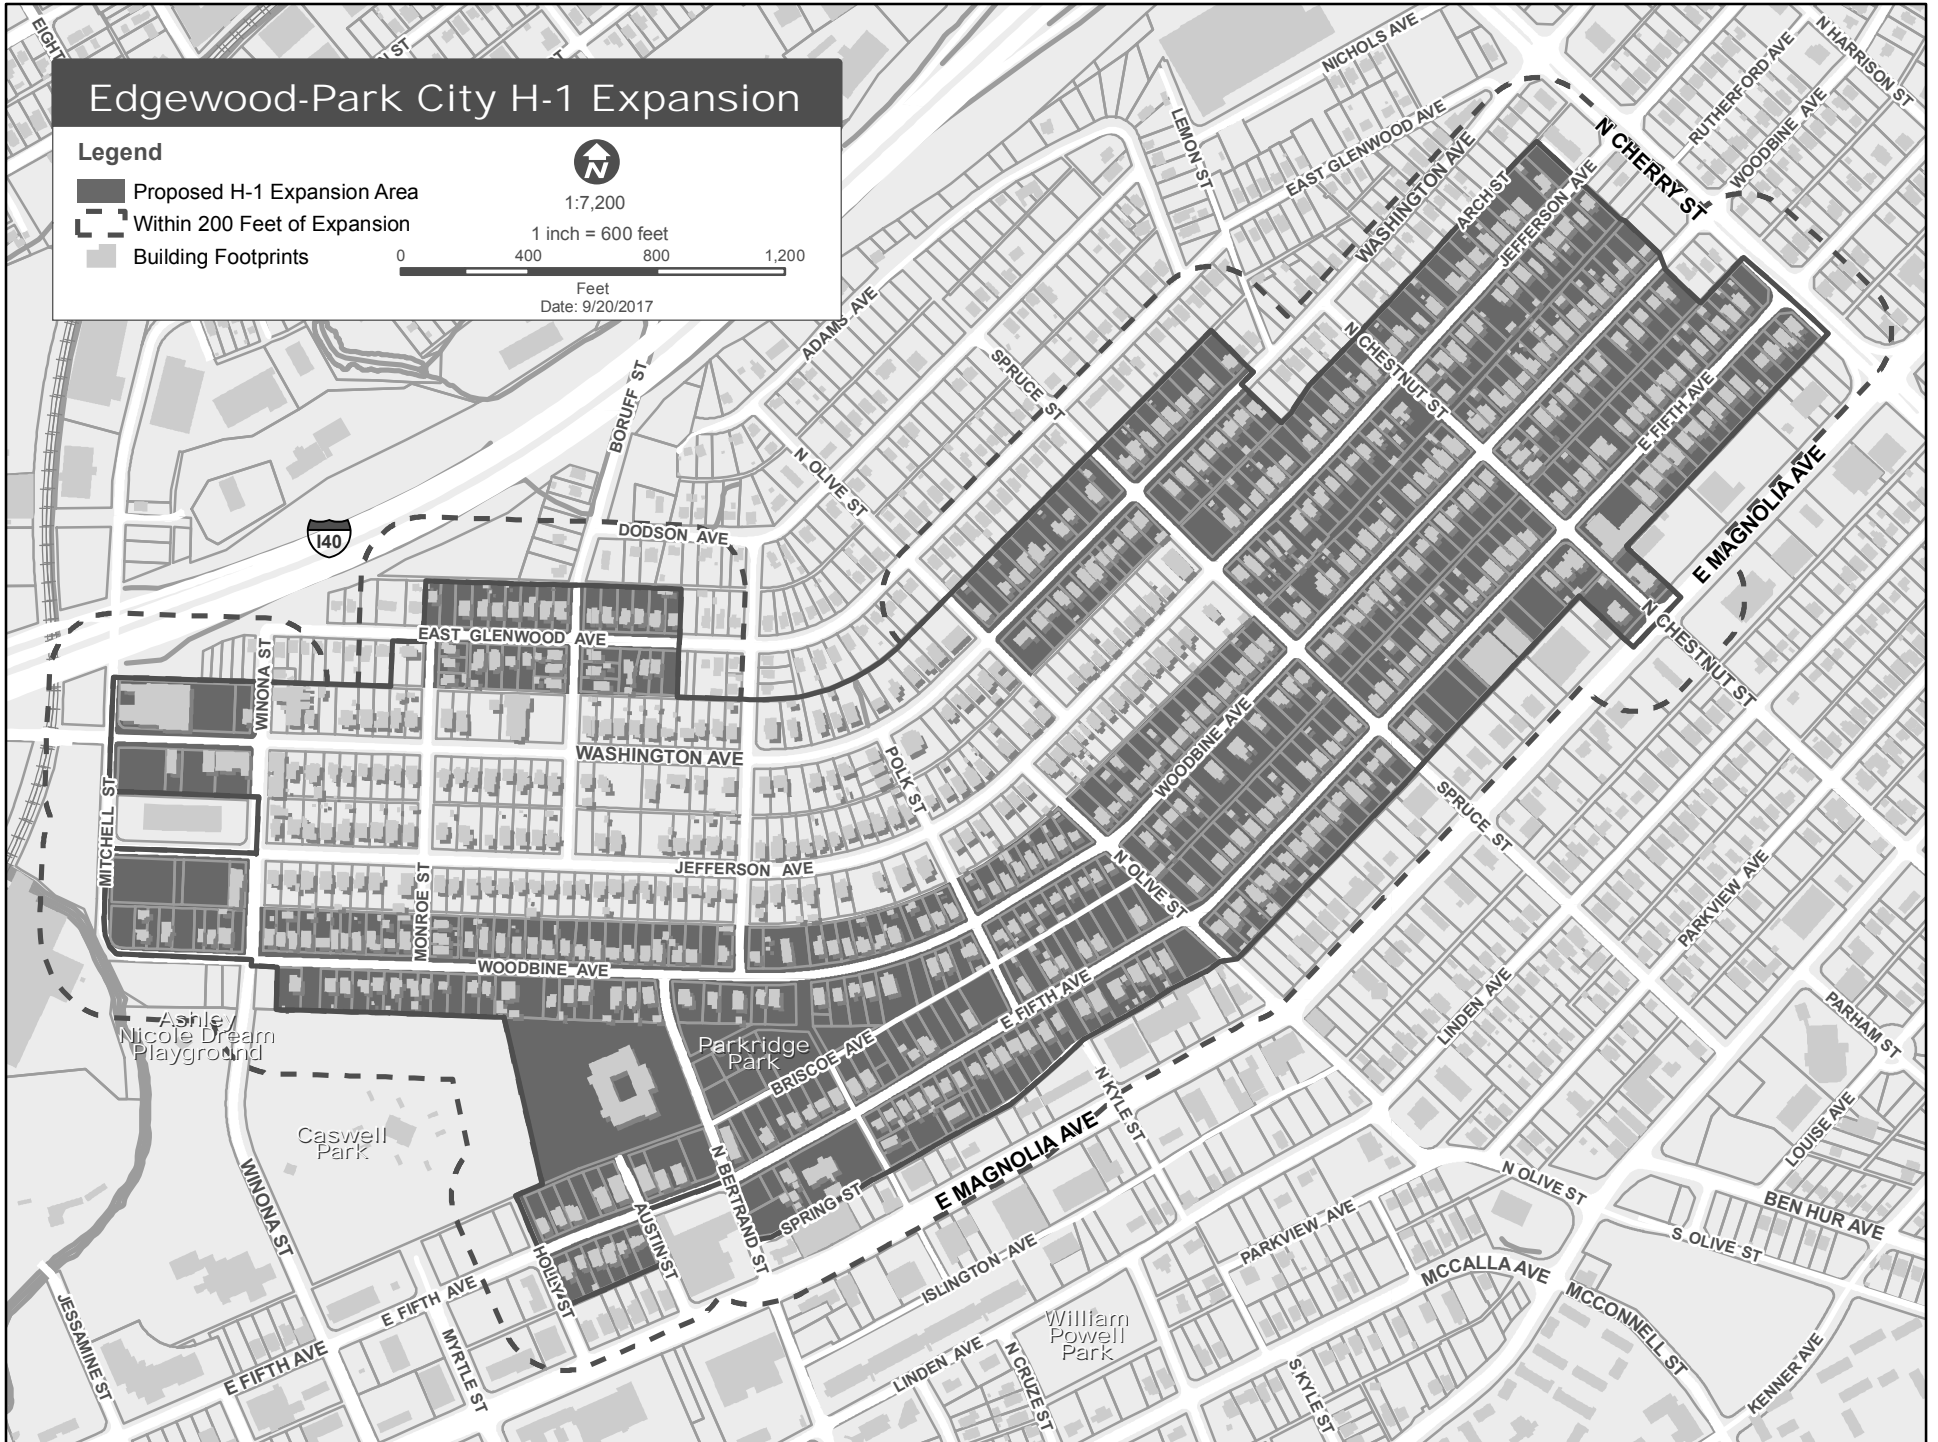 EIGHT
N ST
ST
Edgewood-Park City H-1 Expansion
Legend
Proposed H-1 Expansion Area
Within 200 Feet of Expansion
Building Footprints
N
1:7,200
1 inch = 600 feet
0 400 800 1,200
Feet
Date: 9/20/2017
NICHOLS AVE
RUTHERFORD AVE
N HARRISON ST
WOODBINE AVE
N CHERRY ST
LEMON ST
EAST GLENWOOD AVE
WASHINGTON AVE
ARCH ST
JEFFERSON AVE
ADAMS AVE
SPRUCE ST
N CHESTNUT ST
BORUFF ST
N OLIVE ST
E FIFTH AVE
E MAGNOLIA AVE
I40
DODSON AVE
EAST GLENWOOD AVE
N CHESTNUT ST
WINONA ST
WASHINGTON AVE
POLK ST
WOODBINE AVE
MITCHELL ST
SPRUCE ST
JEFFERSON AVE
MONROE ST
N OLIVE ST
PARKVIEW AVE
WOODBINE AVE
E FIFTH AVE
LINDEN AVE
PARHAM ST
Ashley
Nicole Dream
Playground
Parkridge
Park
BRISCOE AVE
N KYLE ST
LOUISE AVE
Caswell
Park
WINONA ST
N BERTRAND ST
SPRING ST
E MAGNOLIA AVE
N OLIVE ST
BEN HUR AVE
AUSTIN ST
HOLLY ST
PARKVIEW AVE
S OLIVE ST
ISLINGTON AVE
MCCALLA AVE
MCCONNELL ST
JESSAMINE ST
E FIFTH AVE
MYRTLE ST
E FIFTH AVE
William
Powell
Park
LINDEN AVE
N CRUZE ST
S KYLE ST
KENNER AVE